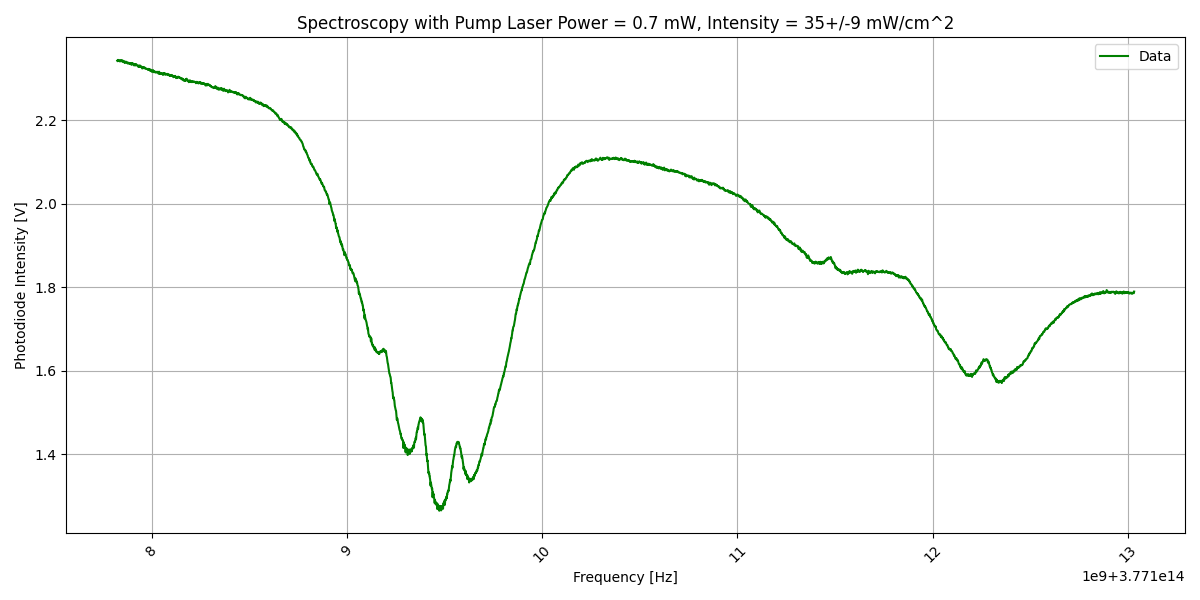 Spectroscopy with Pump Laser Power = 0.7 mW, Intensity = 35+/-9 mW/cm^2
Data
Photodiode Intensity [V]
2.2
2.0
1.8
1.6
1.4
8
9
10
11
12
13
Frequency [Hz]
1e9+3.771e14